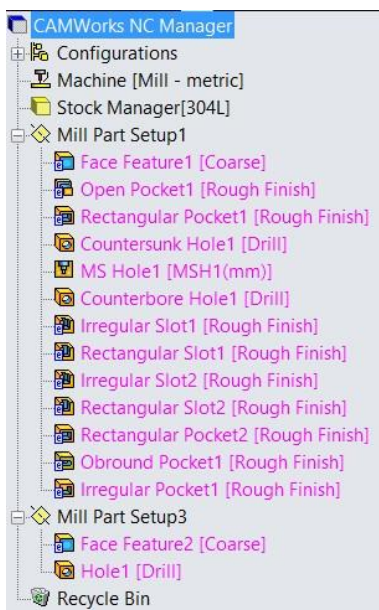 CAMWorks NC Manager
Configurations
Machine [Mill - metric]
Stock Manager[304L]
Mill Part Setup1
Face Feature1 [Coarse]
Open Pocket1 [Rough Finish]
Rectangular Pocket1 [Rough Finish]
Countersunk Hole1 [Drill]
MS Hole1 [MSH1(mm)]
Counterbore Hole1 [Drill]
Irregular Slot1 [Rough Finish]
Rectangular Slot1 [Rough Finish]
Irregular Slot2 [Rough Finish]
Rectangular Slot2 [Rough Finish]
Rectangular Pocket2 [Rough Finish]
Obround Pocket1 [Rough Finish]
Irregular Pocket1 [Rough Finish]
Mill Part Setup3
Face Feature2 [Coarse]
Hole1 [Drill]
Recycle Bin